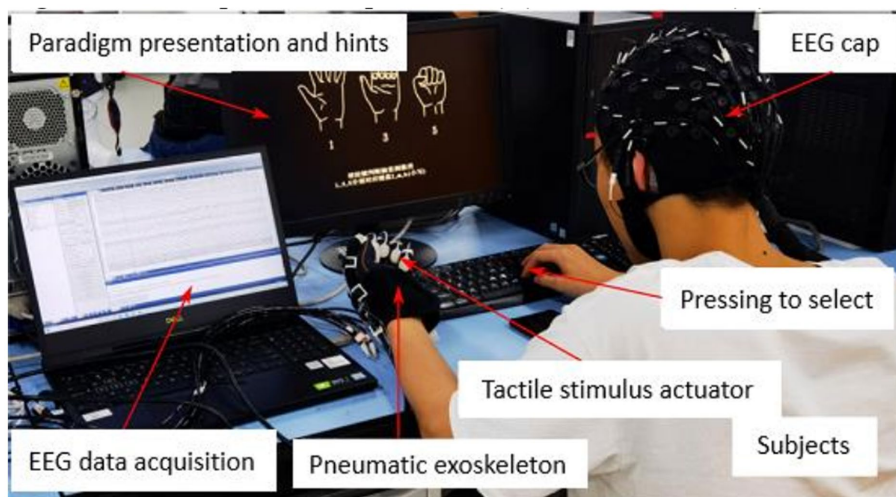 Paradigm presentation and hints
EEG cap
1 3 5
DELL
Pressing to select
Tactile stimulus actuator
Subjects
EEG data acquisition
Pneumatic exoskeleton